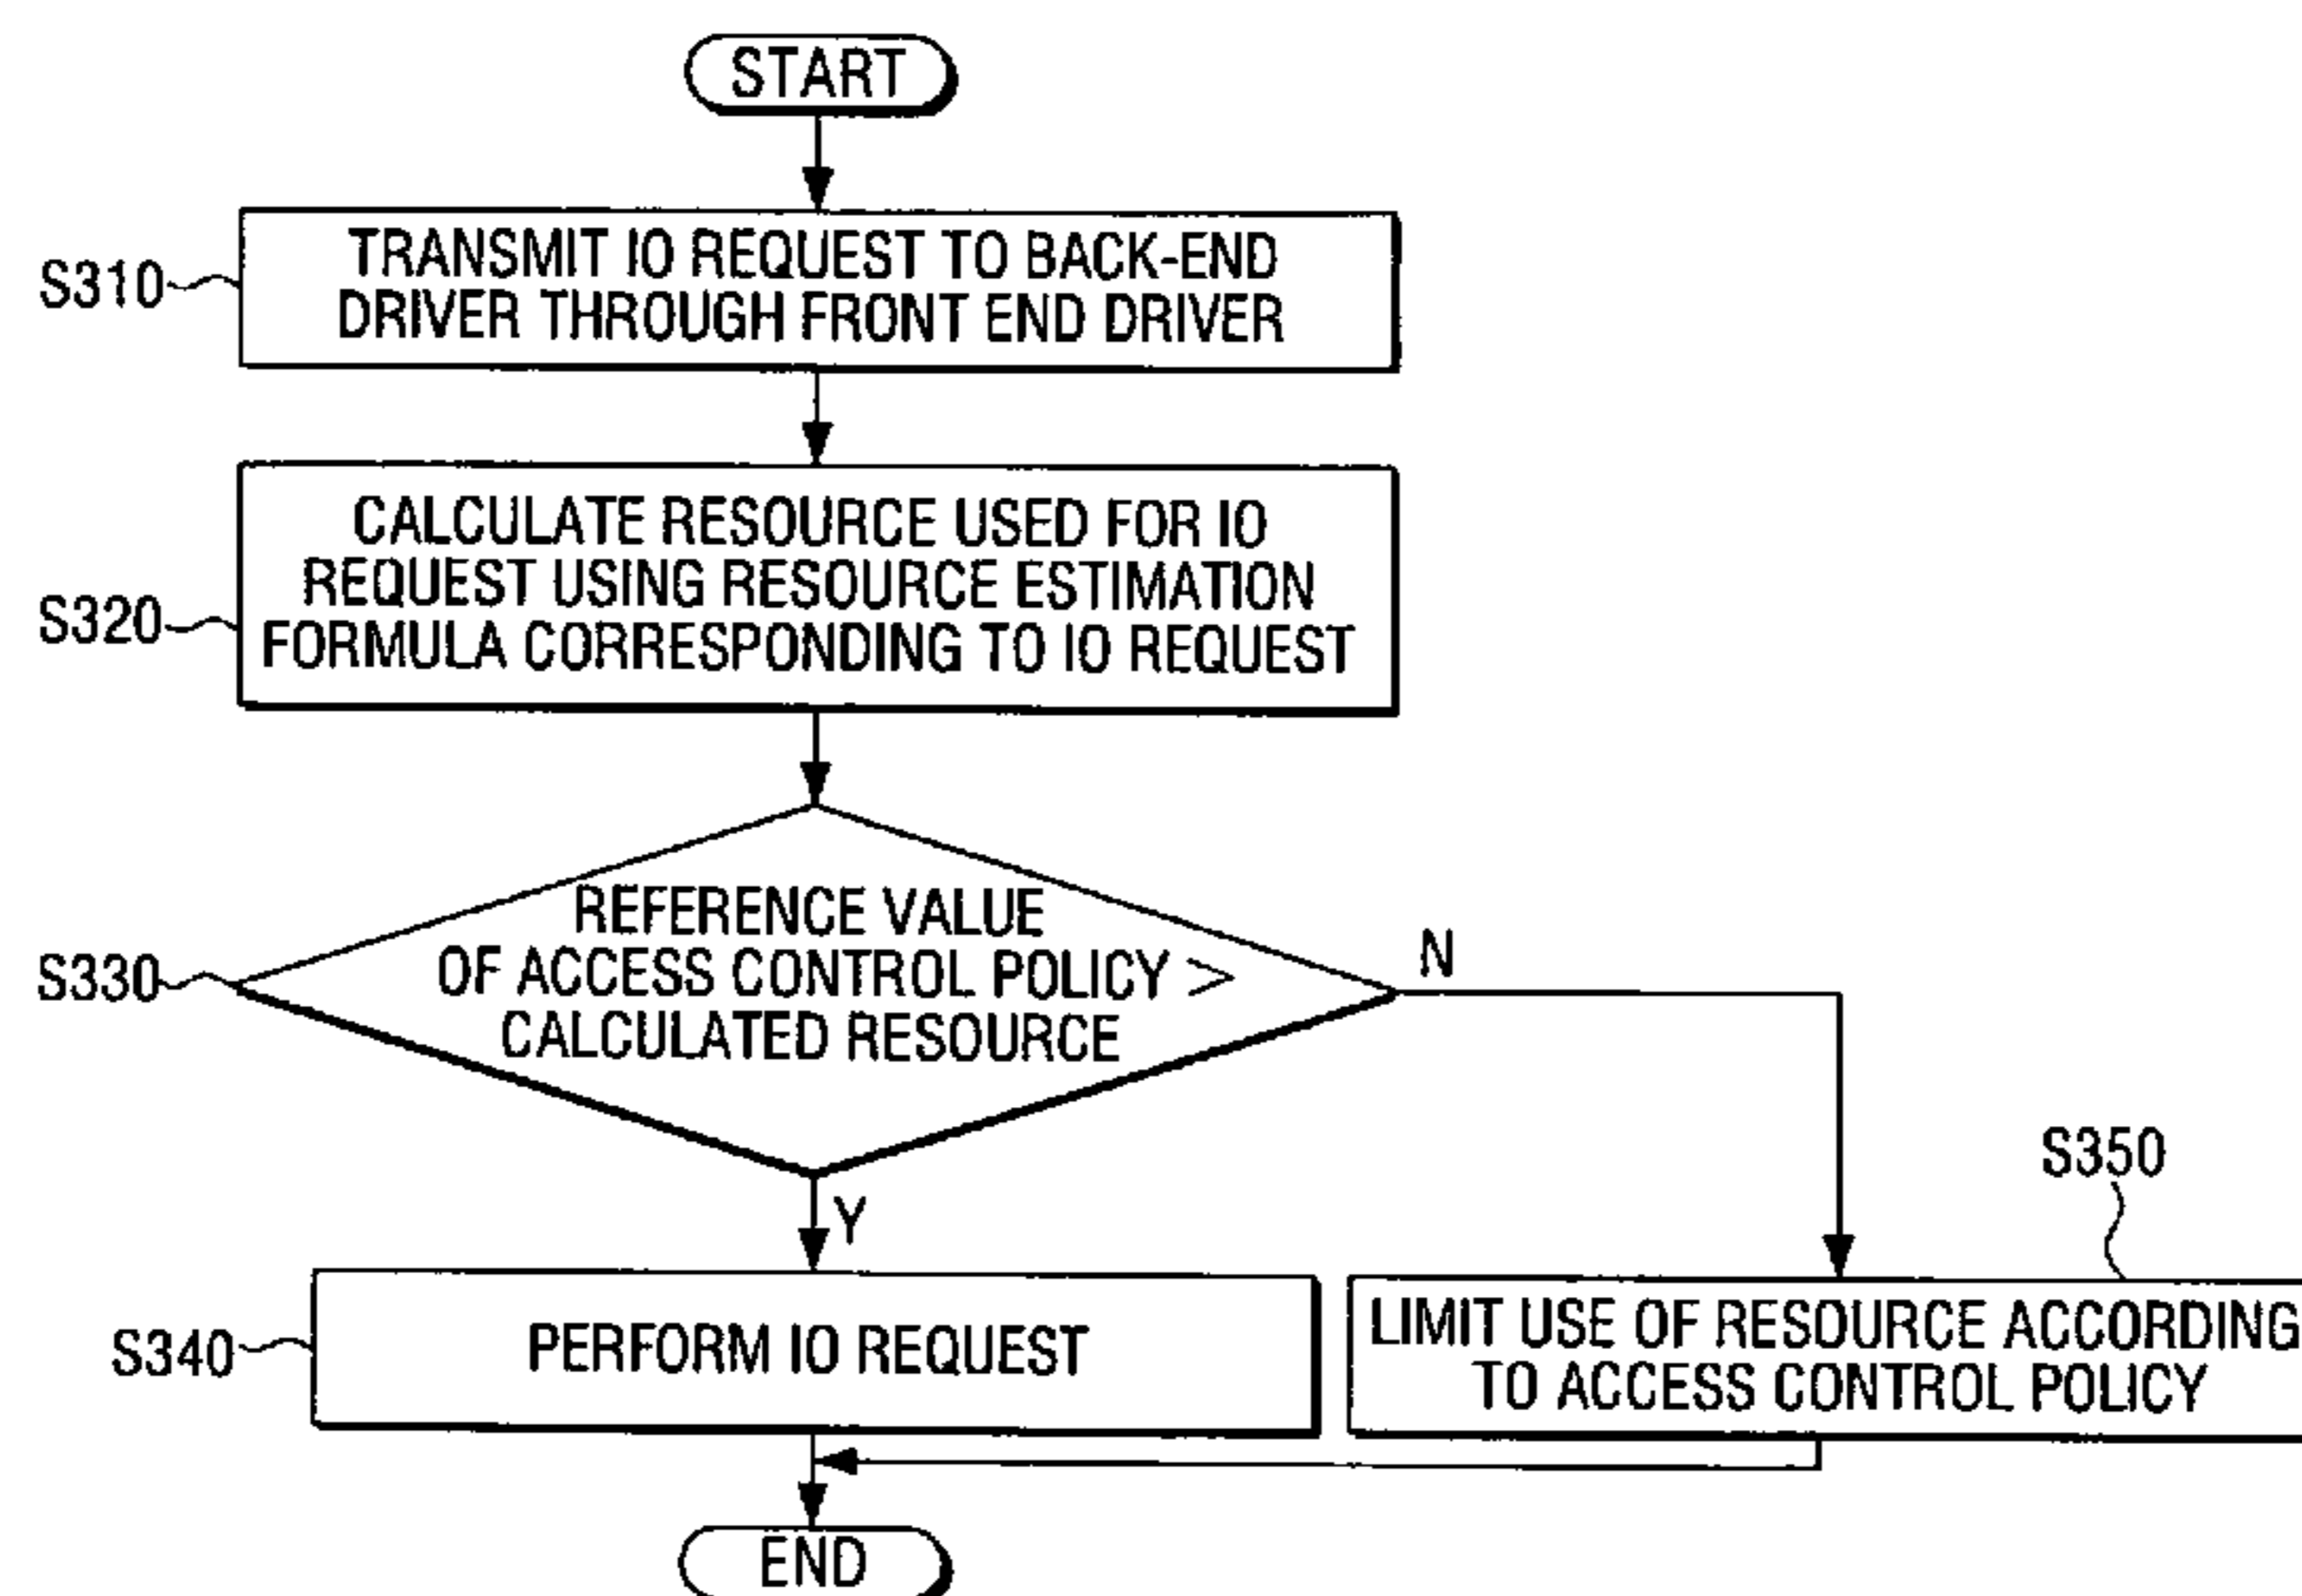 START
S310
TRANSMIT IO REQUEST TO BACK-END
DRIVER THROUGH FRONT END DRIVER
S320
CALCULATE RESOURCE USED FOR IO
REQUEST USING RESOURCE ESTIMATION
FORMULA CORRESPONDING TO IO REQUEST
S330
REFERENCE VALUE
OF ACCESS CONTROL POLICY >
CALCULATED RESOURCE
N
Y
S340
PERFORM IO REQUEST
S350
LIMIT USE OF RESOURCE ACCORDING
TO ACCESS CONTROL POLICY
END